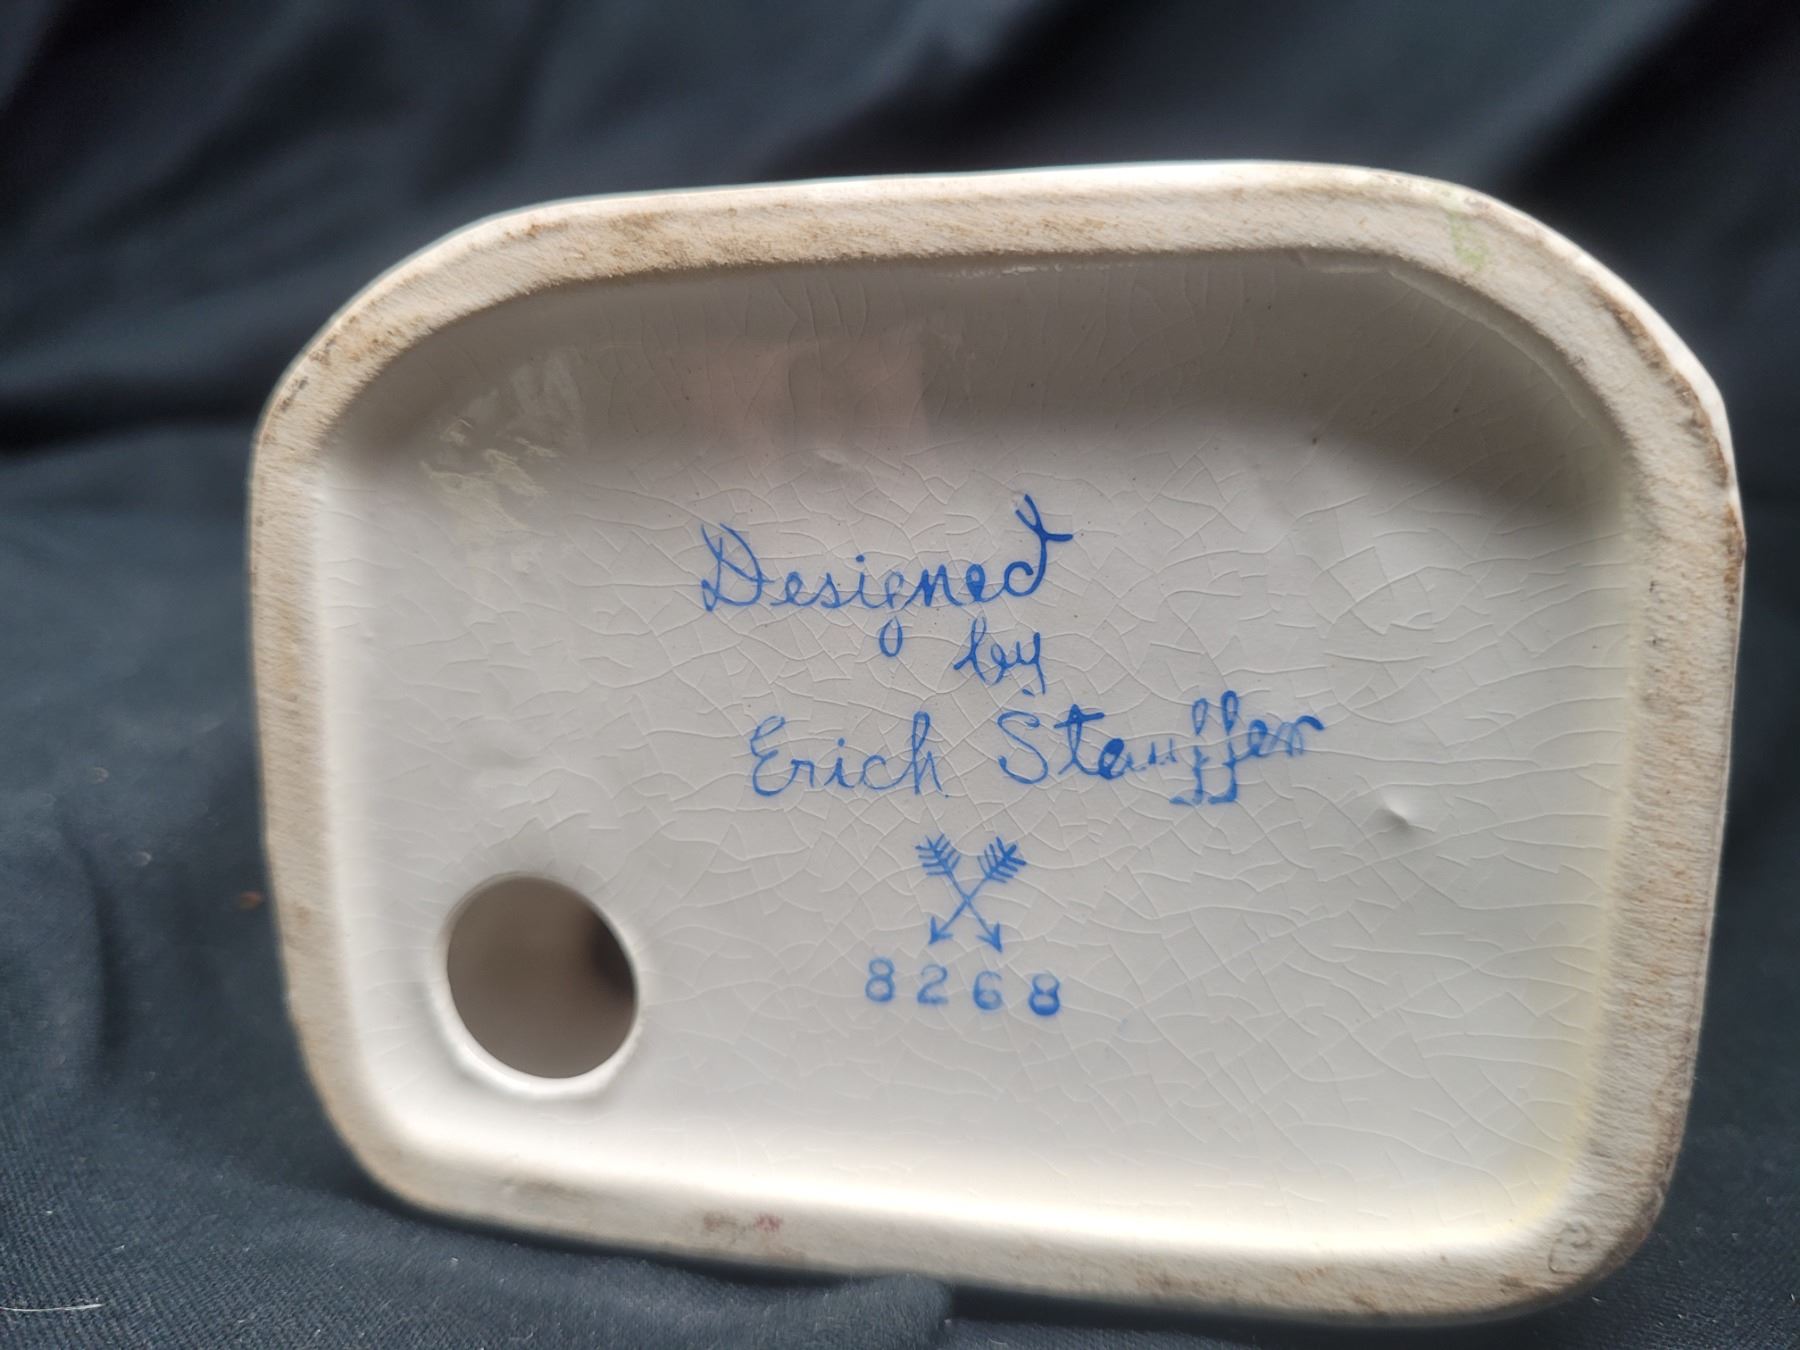 Designed
by
Erich Stauffer
8268